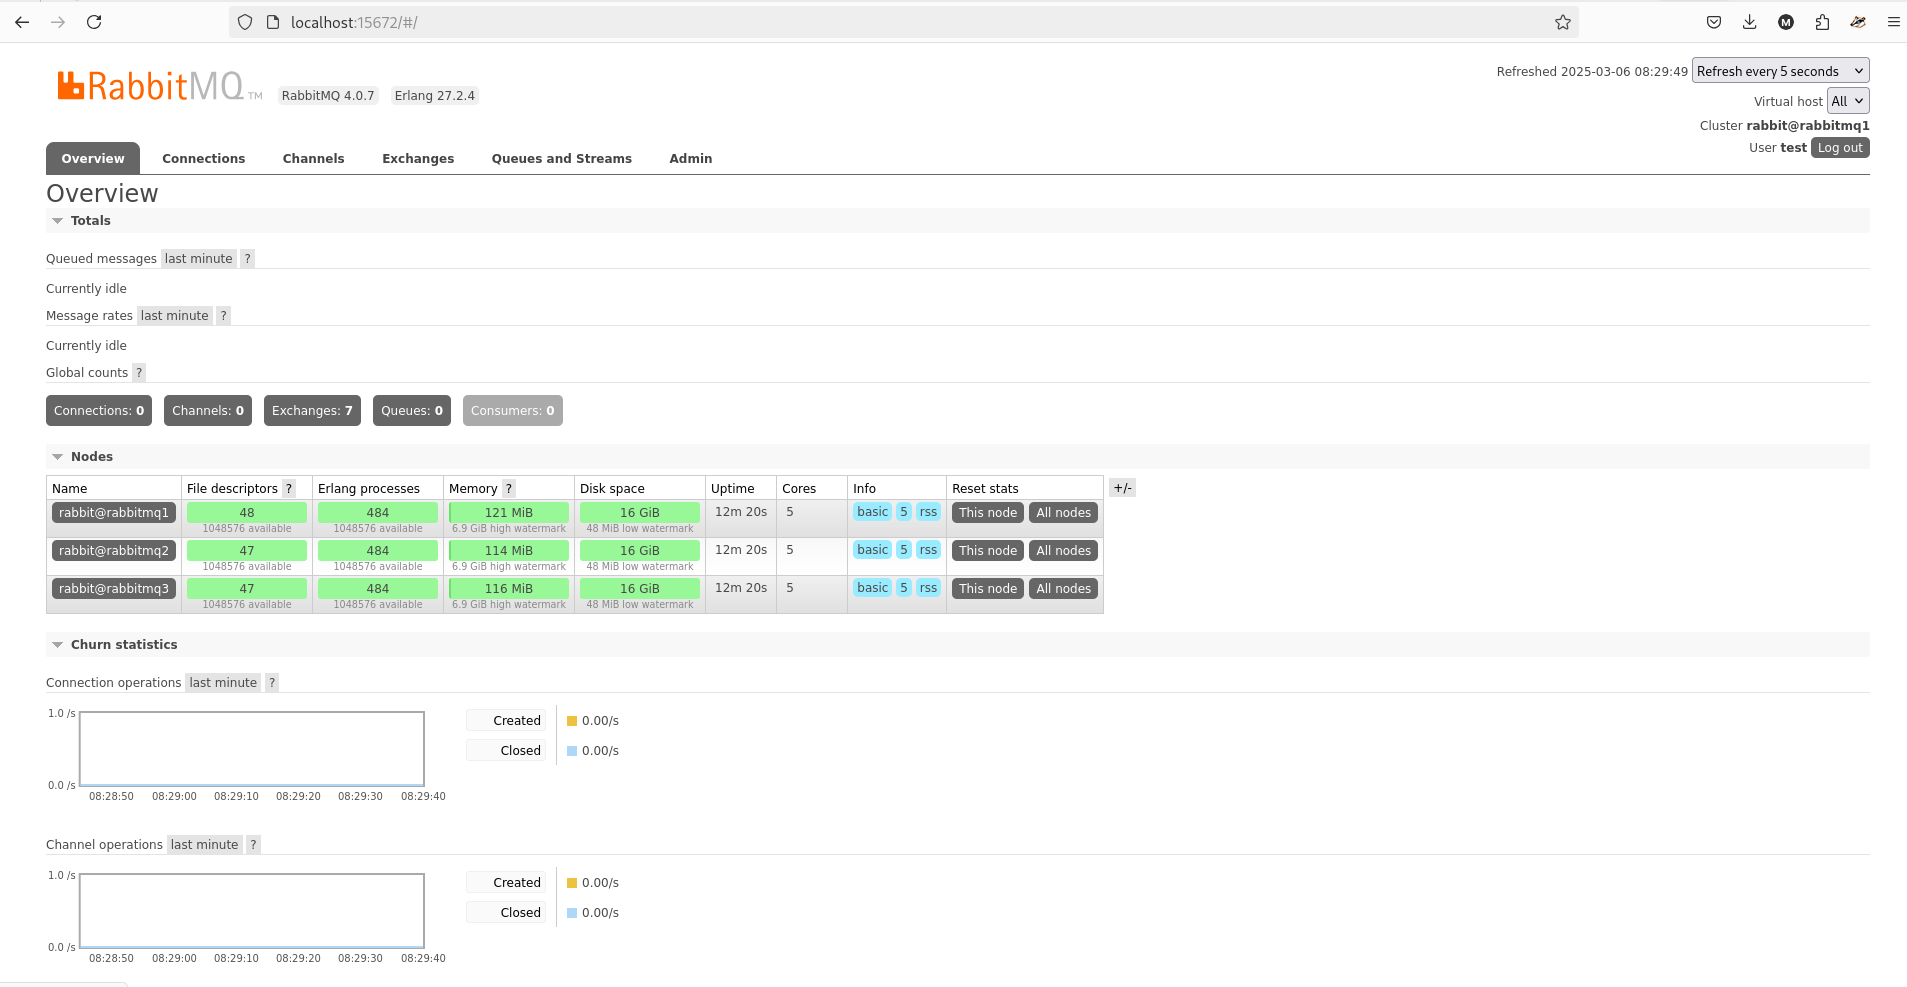 localhost:15672/#/
M
RabbitMQ TM RabbitMQ 4.0.7 Erlang 27.2.4
Refreshed 2025-03-06 08:29:49 Refresh every 5 seconds
Virtual host All
Cluster rabbit@rabbitmq1
User test Log out
Overview Connections Channels Exchanges Queues and Streams Admin
Overview
Totals
Queued messages last minute ?
Currently idle
Message rates last minute ?
Currently idle
Global counts ?
Connections: 0 Channels: 0 Exchanges: 7 Queues: 0 Consumers: 0
Nodes
Name File descriptors ? Erlang processes Memory ? Disk space Uptime Cores Info Reset stats +/-
rabbit@rabbitmq1 48 484 121 MiB 16 GiB 12m 20s 5 basic 5 rss This node All nodes
1048576 available 1048576 available 6.9 GiB high watermark 48 MiB low watermark
rabbit@rabbitmq2 47 484 114 MiB 16 GiB 12m 20s 5 basic 5 rss This node All nodes
1048576 available 1048576 available 6.9 GiB high watermark 48 MiB low watermark
rabbit@rabbitmq3 47 484 116 MiB 16 GiB 12m 20s 5 basic 5 rss This node All nodes
1048576 available 1048576 available 6.9 GiB high watermark 48 MiB low watermark
Churn statistics
Connection operations last minute ?
1.0 /s
Created 0.00/s
Closed 0.00/s
0.0 /s
08:28:50 08:29:00 08:29:10 08:29:20 08:29:30 08:29:40
Channel operations last minute ?
1.0 /s
Created 0.00/s
Closed 0.00/s
0.0 /s
08:28:50 08:29:00 08:29:10 08:29:20 08:29:30 08:29:40